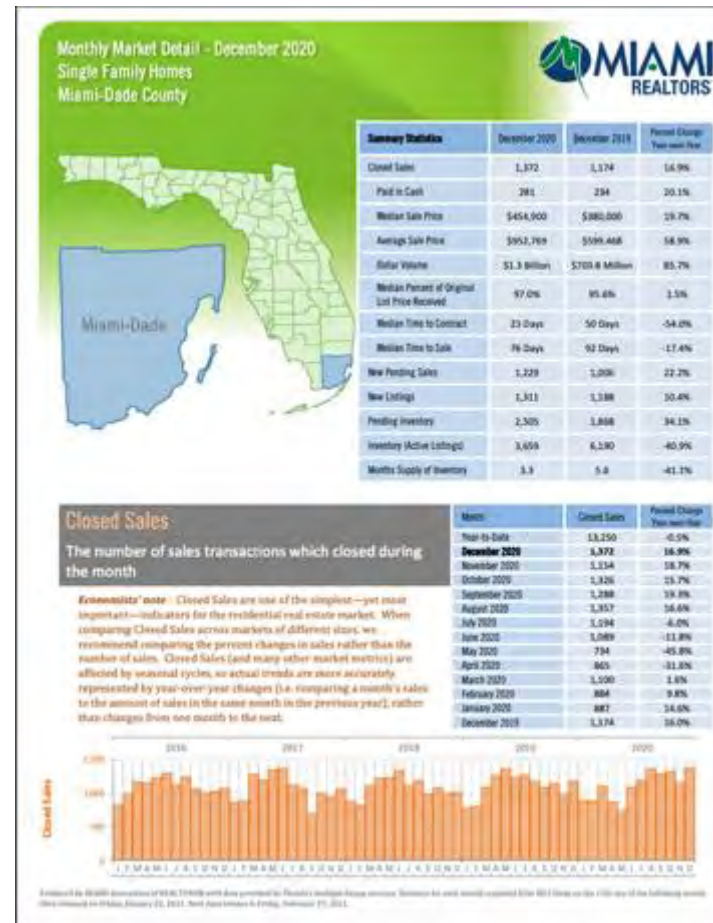 Monthly Market Detail - December 2020
Single Family Homes
Miami-Dade County
MIAMI
REALTORS
Summary Statistics December 2020 December 2019 Percent Change
Year-over-Year
Closed Sales 1,372 1,174 16.9%
Paid in Cash 281 234 20.1%
Median Sale Price $454,900 $380,000 19.7%
Average Sale Price $952,769 $599,468 58.9%
Dollar Volume $1.3 Billion $703.8 Million 85.7%
Median Percent of Original
List Price Received 97.0% 95.6% 1.5%
Median Time to Contract 23 Days 50 Days -54.0%
Median Time to Sale 76 Days 92 Days -17.4%
New Pending Sales 1,229 1,006 22.2%
New Listings 1,311 1,188 10.4%
Pending Inventory 2,505 1,868 34.1%
Inventory (Active Listings) 3,659 6,190 -40.9%
Months Supply of Inventory 3.3 5.6 -41.1%
Miami-Dade
Closed Sales
The number of sales transactions which closed during
the month
Economists' note : Closed Sales are one of the simplest—yet most
important—indicators for the residential real estate market. When
comparing Closed Sales across markets of different sizes, we
recommend comparing the percent changes in sales rather than the
number of sales. Closed Sales (and many other market metrics) are
affected by seasonal cycles, so actual trends are more accurately
represented by year-over-year changes (i.e. comparing a month's sales
to the amount of sales in the same month in the previous year), rather
than changes from one month to the next.
Month Closed Sales Percent Change
Year-over-Year
Year-to-Date 13,250 -0.5%
December 2020 1,372 16.9%
November 2020 1,154 18.7%
October 2020 1,326 15.7%
September 2020 1,288 19.3%
August 2020 1,357 16.6%
July 2020 1,194 -6.0%
June 2020 1,089 -11.8%
May 2020 734 -45.8%
April 2020 865 -31.6%
March 2020 1,100 1.6%
February 2020 884 9.8%
January 2020 887 14.6%
December 2019 1,174 16.0%
2016 2017 2018 2019 2020
Closed Sales
1,500
1,000
500
0